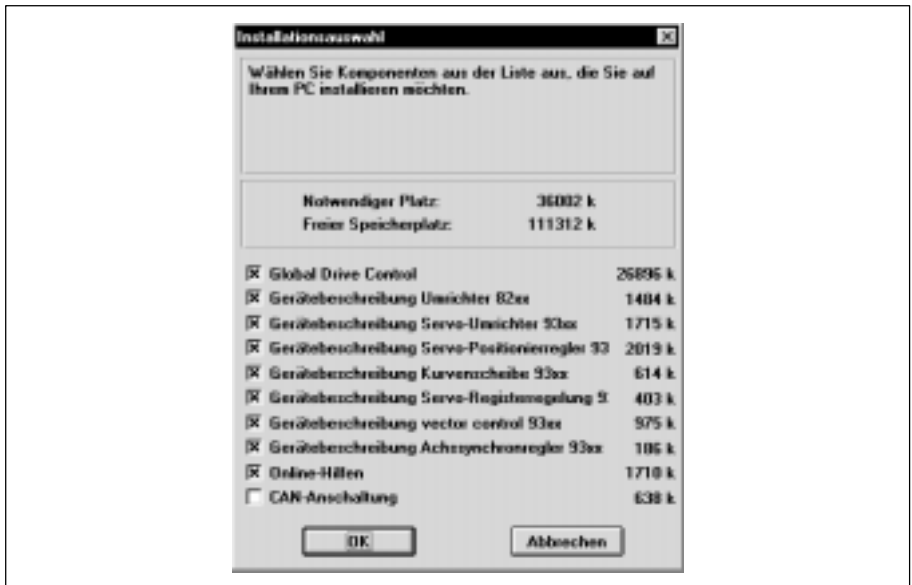 Installationsauswahl
Wählen Sie Komponenten aus der Liste aus, die Sie auf
Ihrem PC installieren möchten.
Notwendiger Platz: 36002 k
Freier Speicherplatz: 111312 k
Global Drive Control 26896 k
Gerätebeschreibung Umrichter 82xx 1484 k
Gerätebeschreibung Servo-Umrichter 93xx 1715 k
Gerätebeschreibung Servo-Positionierregler 93 2019 k
Gerätebeschreibung Kurvenscheibe 93xx 614 k
Gerätebeschreibung Servo-Registerregelung 9 403 k
Gerätebeschreibung vector control 93xx 975 k
Gerätebeschreibung Achssynchronregler 93xx 186 k
Online-Hilfen 1710 k
CAN-Anschaltung 638 k
OK Abbrechen